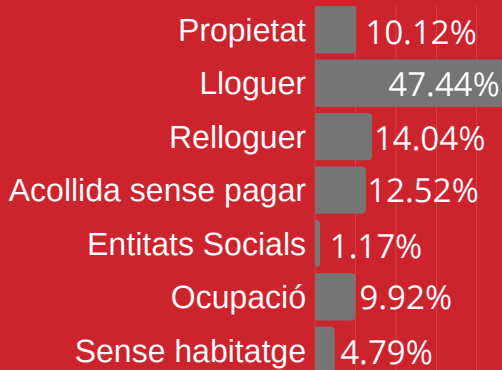 Propietat 10.12%
Lloguer 47.44%
Relloguer 14.04%
Acollida sense pagar 12.52%
Entitats Socials 1.17%
Ocupació 9.92%
Sense habitatge 4.79%